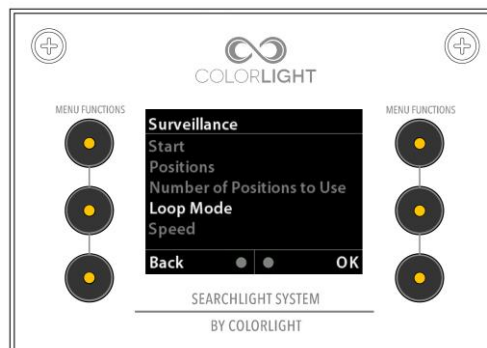 COLORLIGHT
MENU FUNCTIONS
MENU FUNCTIONS
Surveillance
Start
Positions
Number of Positions to Use
Loop Mode
Speed
Back OK
SEARCHLIGHT SYSTEM
BY COLORLIGHT